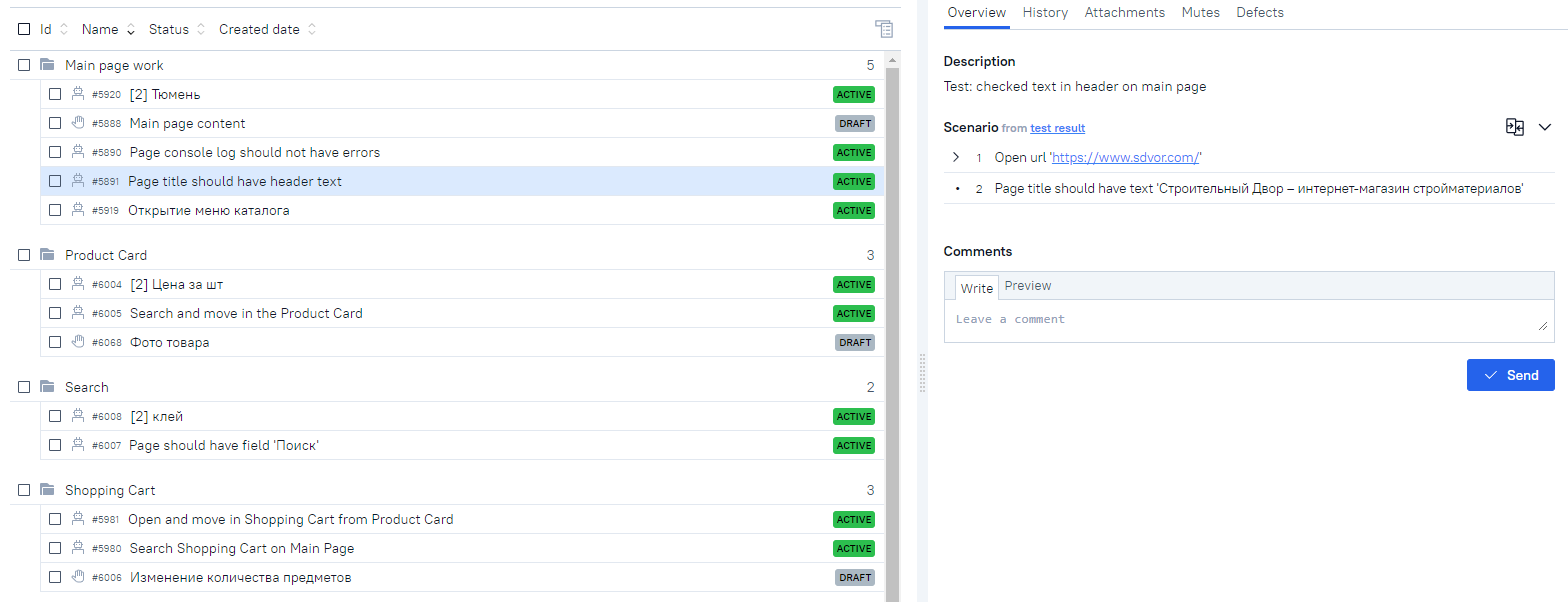 Id Name Status Created date
Main page work 5
#5920 [2] Тюмень ACTIVE
#5888 Main page content DRAFT
#5890 Page console log should not have errors ACTIVE
#5891 Page title should have header text ACTIVE
#5919 Открытие меню каталога ACTIVE
Product Card 3
#6004 [2] Цена за шт ACTIVE
#6005 Search and move in the Product Card ACTIVE
#6068 Фото товара DRAFT
Search 2
#6008 [2] клей ACTIVE
#6007 Page should have field 'Поиск' ACTIVE
Shopping Cart 3
#5981 Open and move in Shopping Cart from Product Card ACTIVE
#5980 Search Shopping Cart on Main Page ACTIVE
#6006 Изменение количества предметов DRAFT
Overview History Attachments Mutes Defects
Description
Test: checked text in header on main page
Scenario from test result
1 Open url 'https://www.sdvor.com/'
2 Page title should have text 'Строительный Двор – интернет-магазин стройматериалов'
Comments
Write Preview
Leave a comment
Send